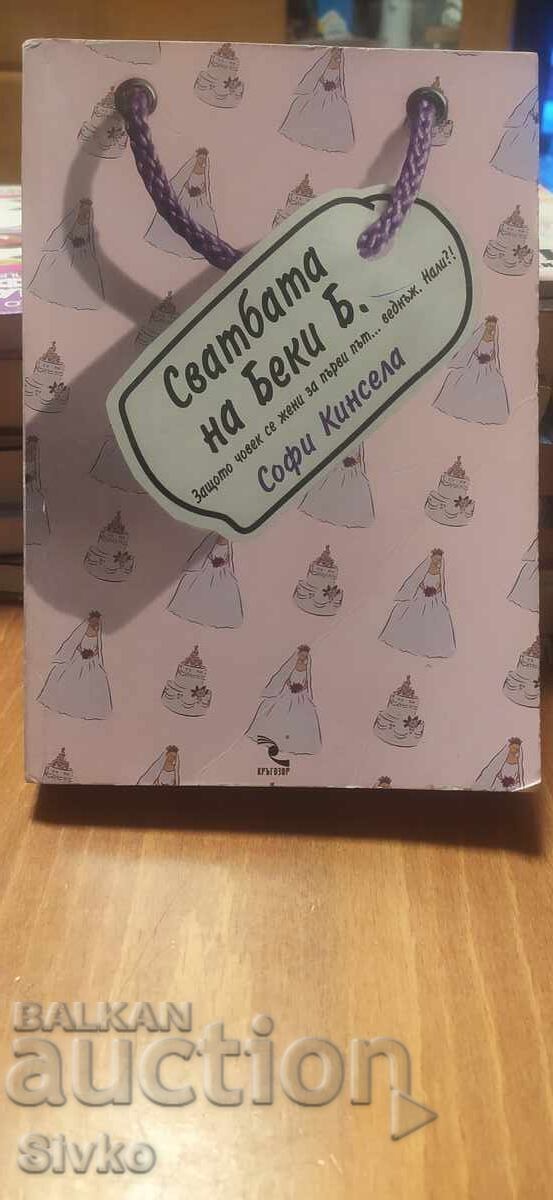 Сватбата
на Беки Б.
Защото човек се жени за първи път... веднъж. Нали?!
Софи Кинсела
КРЪГОЗОР
BALKAN
auction
Sivko